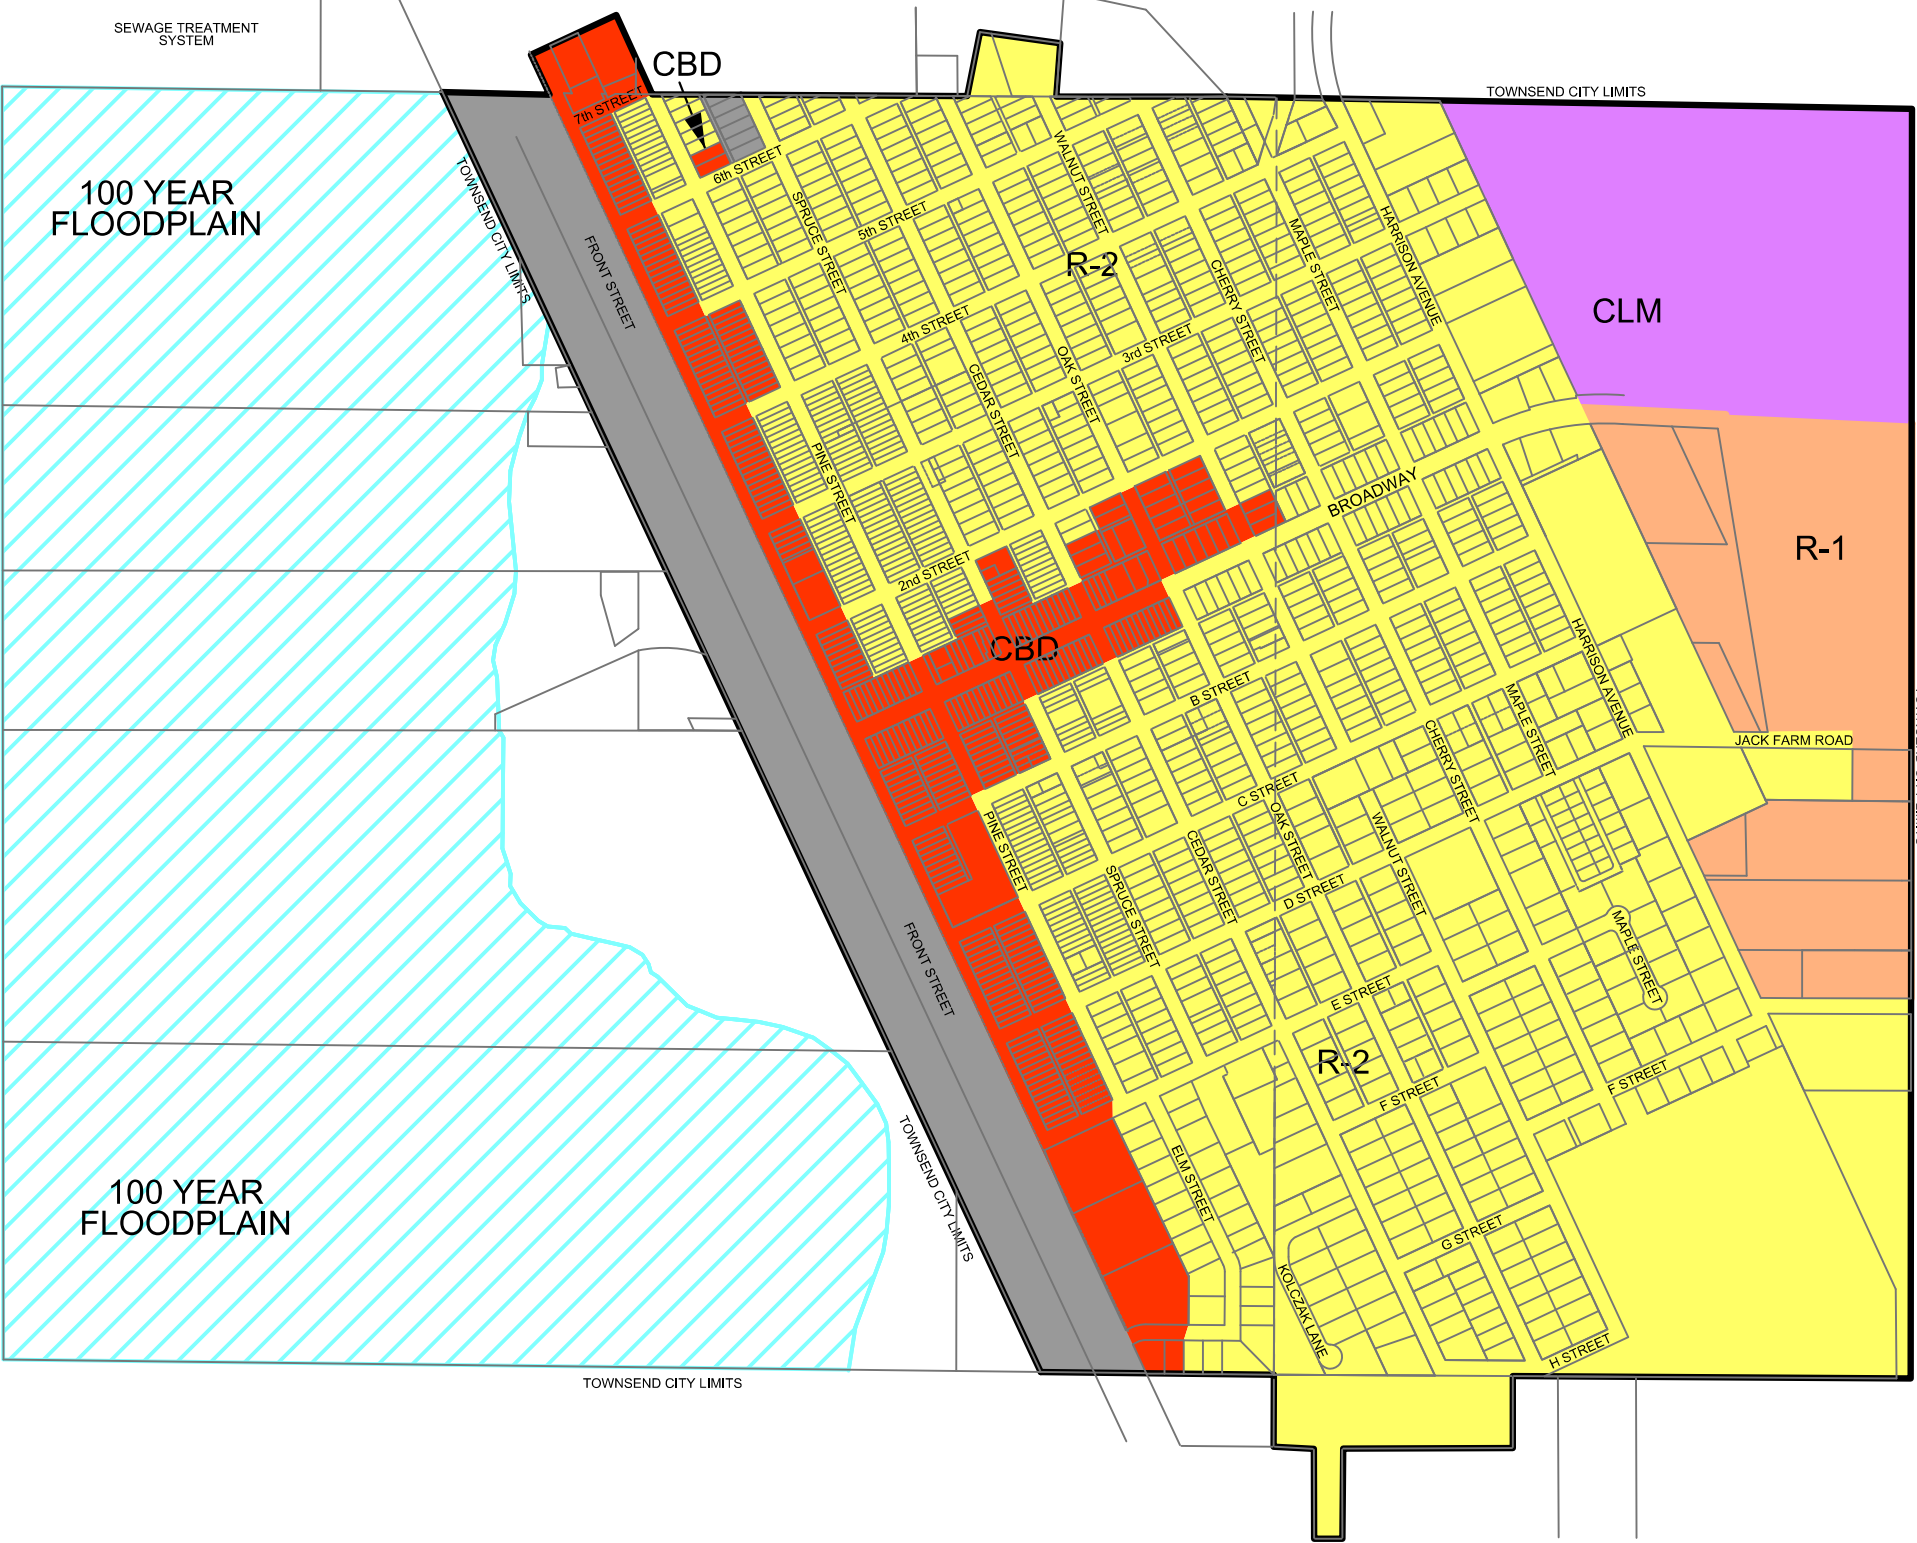 SEWAGE TREATMENT
SYSTEM
CBD
TOWNSEND CITY LIMITS
7th STREET
6th STREET
WALNUT STREET
TOWNSEND CITY LIMITS
100 YEAR
FLOODPLAIN
SPRUCE STREET
5th STREET
HARRISON AVENUE
MAPLE STREET
FRONT STREET
R-2
CHERRY STREET
CLM
4th STREET
3rd STREET
OAK STREET
CEDAR STREET
PINE STREET
BROADWAY
R-1
2nd STREET
CBD
HARRISON AVENUE
B STREET
MAPLE STREET
CHERRY STREET
JACK FARM ROAD
C STREET
OAK STREET
WALNUT STREET
PINE STREET
CEDAR STREET
SPRUCE STREET
D STREET
MAPLE STREET
FRONT STREET
E STREET
R-2
F STREET
F STREET
TOWNSEND CITY LIMITS
ELM STREET
100 YEAR
FLOODPLAIN
G STREET
KOLCZAK LANE
H STREET
TOWNSEND CITY LIMITS